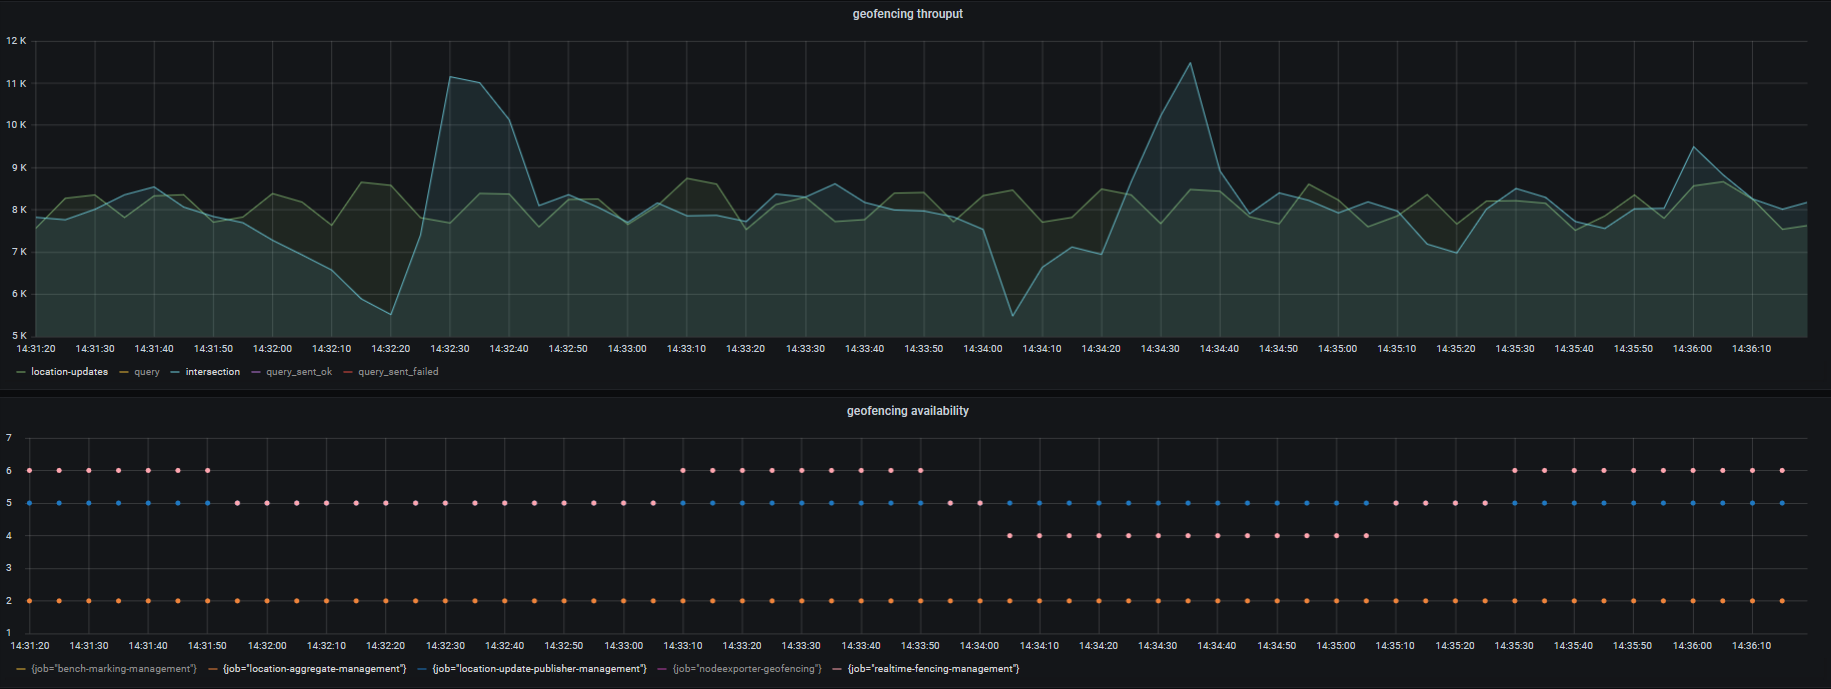 geofencing throuput
12 K
11 K
10 K
9 K
8 K
7 K
6 K
5 K
14:31:20 14:31:30 14:31:40 14:31:50 14:32:00 14:32:10 14:32:20 14:32:30 14:32:40 14:32:50 14:33:00 14:33:10 14:33:20 14:33:30 14:33:40 14:33:50 14:34:00 14:34:10 14:34:20 14:34:30 14:34:40 14:34:50 14:35:00 14:35:10 14:35:20 14:35:30 14:35:40 14:35:50 14:36:00 14:36:10
location-updates query intersection query_sent_ok query_sent_failed
geofencing availability
7
6
5
4
3
2
1
14:31:20 14:31:30 14:31:40 14:31:50 14:32:00 14:32:10 14:32:20 14:32:30 14:32:40 14:32:50 14:33:00 14:33:10 14:33:20 14:33:30 14:33:40 14:33:50 14:34:00 14:34:10 14:34:20 14:34:30 14:34:40 14:34:50 14:35:00 14:35:10 14:35:20 14:35:30 14:35:40 14:35:50 14:36:00 14:36:10
{job="bench-marking-management"} {job="location-aggregate-management"} {job="location-update-publisher-management"} {job="nodeexporter-geofencing"} {job="realtime-fencing-management"}